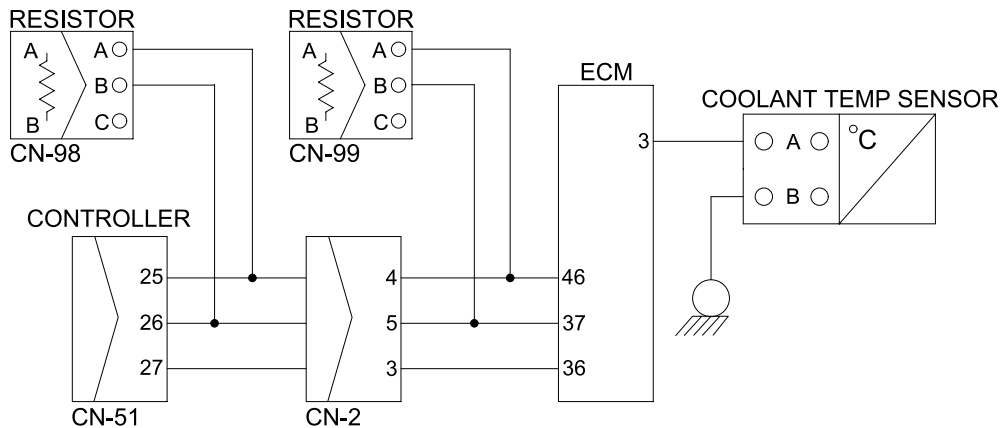 RESISTOR
A A
B
B C
CN-98
RESISTOR
A A
B
B C
CN-99
ECM
3
46
37
36
COOLANT TEMP SENSOR
A °C
B
CONTROLLER
25
26
27
CN-51
4
5
3
CN-2